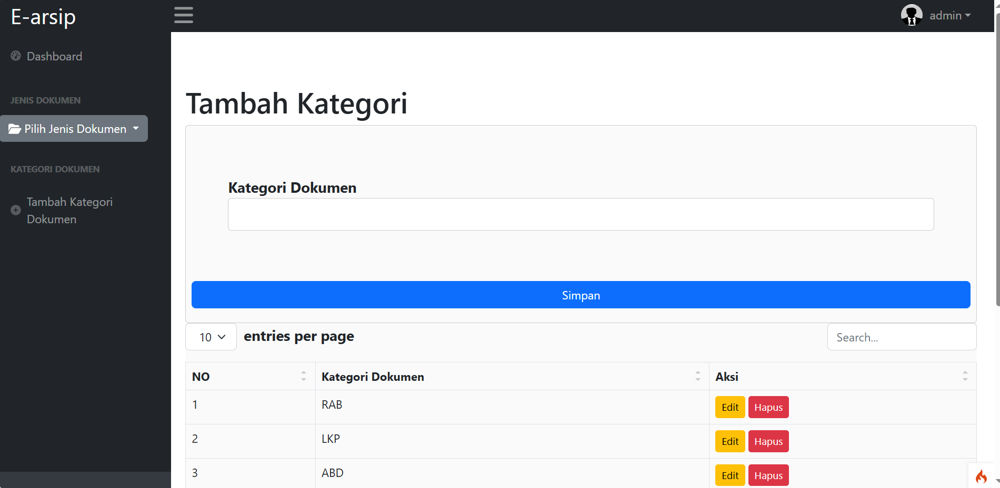 E-arsip
admin
Dashboard
JENIS DOKUMEN
Pilih Jenis Dokumen
KATEGORI DOKUMEN
Tambah Kategori
Dokumen
Tambah Kategori
Kategori Dokumen
Simpan
10 entries per page Search...
NO Kategori Dokumen Aksi
1 RAB Edit Hapus
2 LKP Edit Hapus
3 ABD Edit Hapus